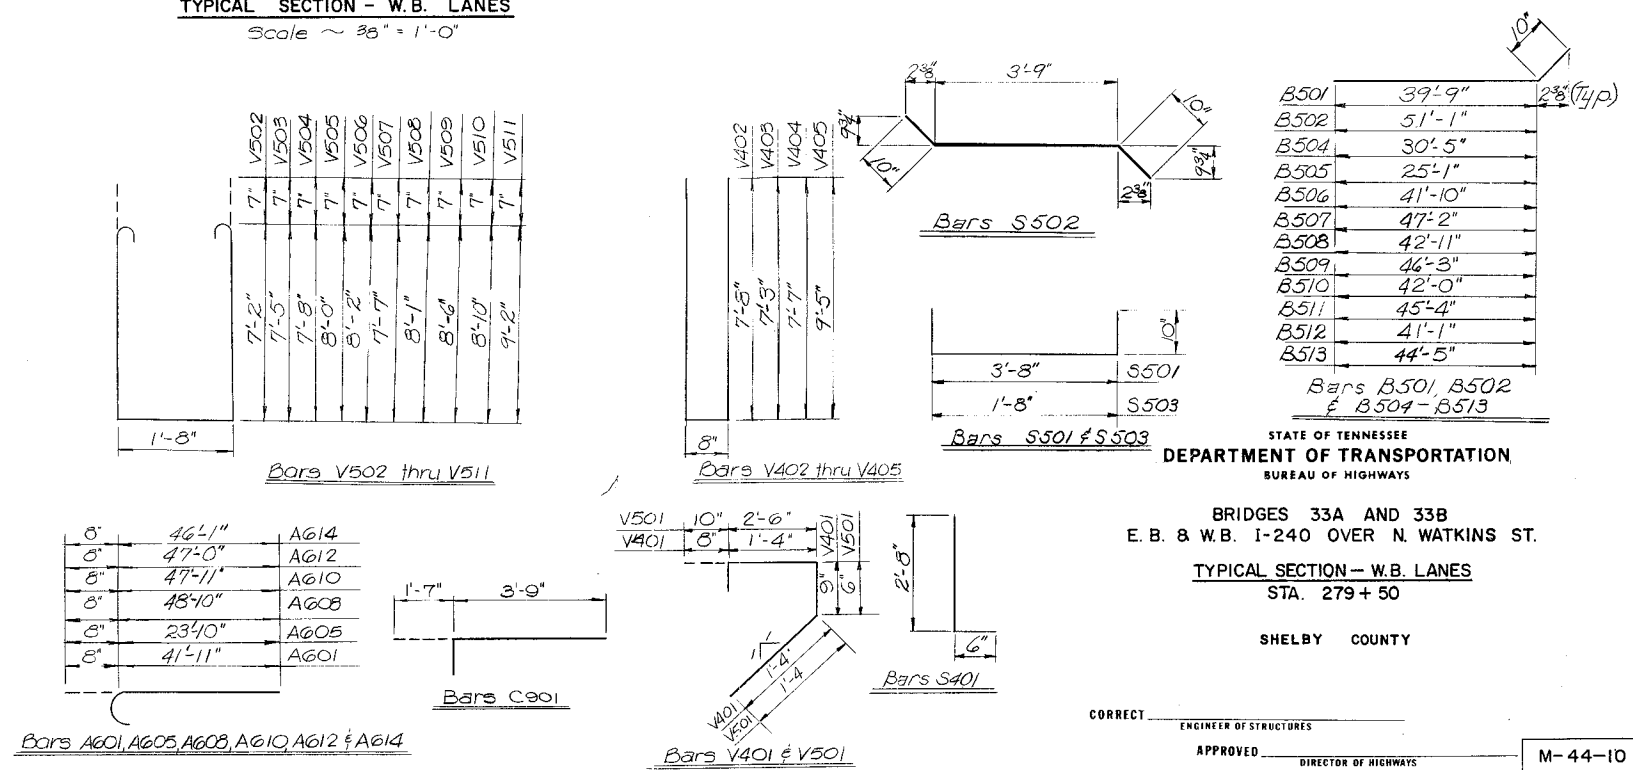 TYPICAL SECTION - W.B. LANES
Scale ~ 3/8" = 1'-0"
V502 V503 V504 V505 V506 V507 V508 V509 V510 V511
7" 7" 7" 7" 7" 7" 7" 7" 7" 7"
7'-2" 7'-5" 7'-8" 8'-0" 8'-2" 7'-7" 8'-1" 8'-6" 8'-10" 9'-2"
1'-8"
Bars V502 thru V511
V402 V403 V404 V405
7'-8" 7'-3" 7'-7" 9'-5"
8"
Bars V402 thru V405
2 3/8" 3'-9"
9 3/4"
10"
10"
9 3/4"
2 3/8"
Bars S502
10"
3'-8" S501
1'-8" S503
Bars S501 & S503
10"
B501 39'-9" 2 3/8" (Typ.)
B502 51'-1"
B504 30'-5"
B505 25'-1"
B506 41'-10"
B507 47'-2"
B508 42'-11"
B509 46'-3"
B510 42'-0"
B511 45'-4"
B512 41'-1"
B513 44'-5"
Bars B501, B502
& B504-B513
8" 46'-1" A614
8" 47'-0" A612
8" 47'-11" A610
8" 48'-10" A608
8" 23'-10" A605
8" 41'-11" A601
Bars A601, A605, A608, A610, A612 & A614
1'-7" 3'-9"
Bars C901
V501 10" 2'-6"
V401 8" 1'-4"
V401 V501
9" 6"
1
1
1'-4"
1'-4
V401
V501
Bars V401 & V501
2'-8"
6"
Bars S401
STATE OF TENNESSEE
DEPARTMENT OF TRANSPORTATION
BUREAU OF HIGHWAYS
BRIDGES 33A AND 33B
E.B. & W.B. I-240 OVER N. WATKINS ST.
TYPICAL SECTION - W.B. LANES
STA. 279 + 50
SHELBY COUNTY
CORRECT
ENGINEER OF STRUCTURES
APPROVED
DIRECTOR OF HIGHWAYS
M-44-10